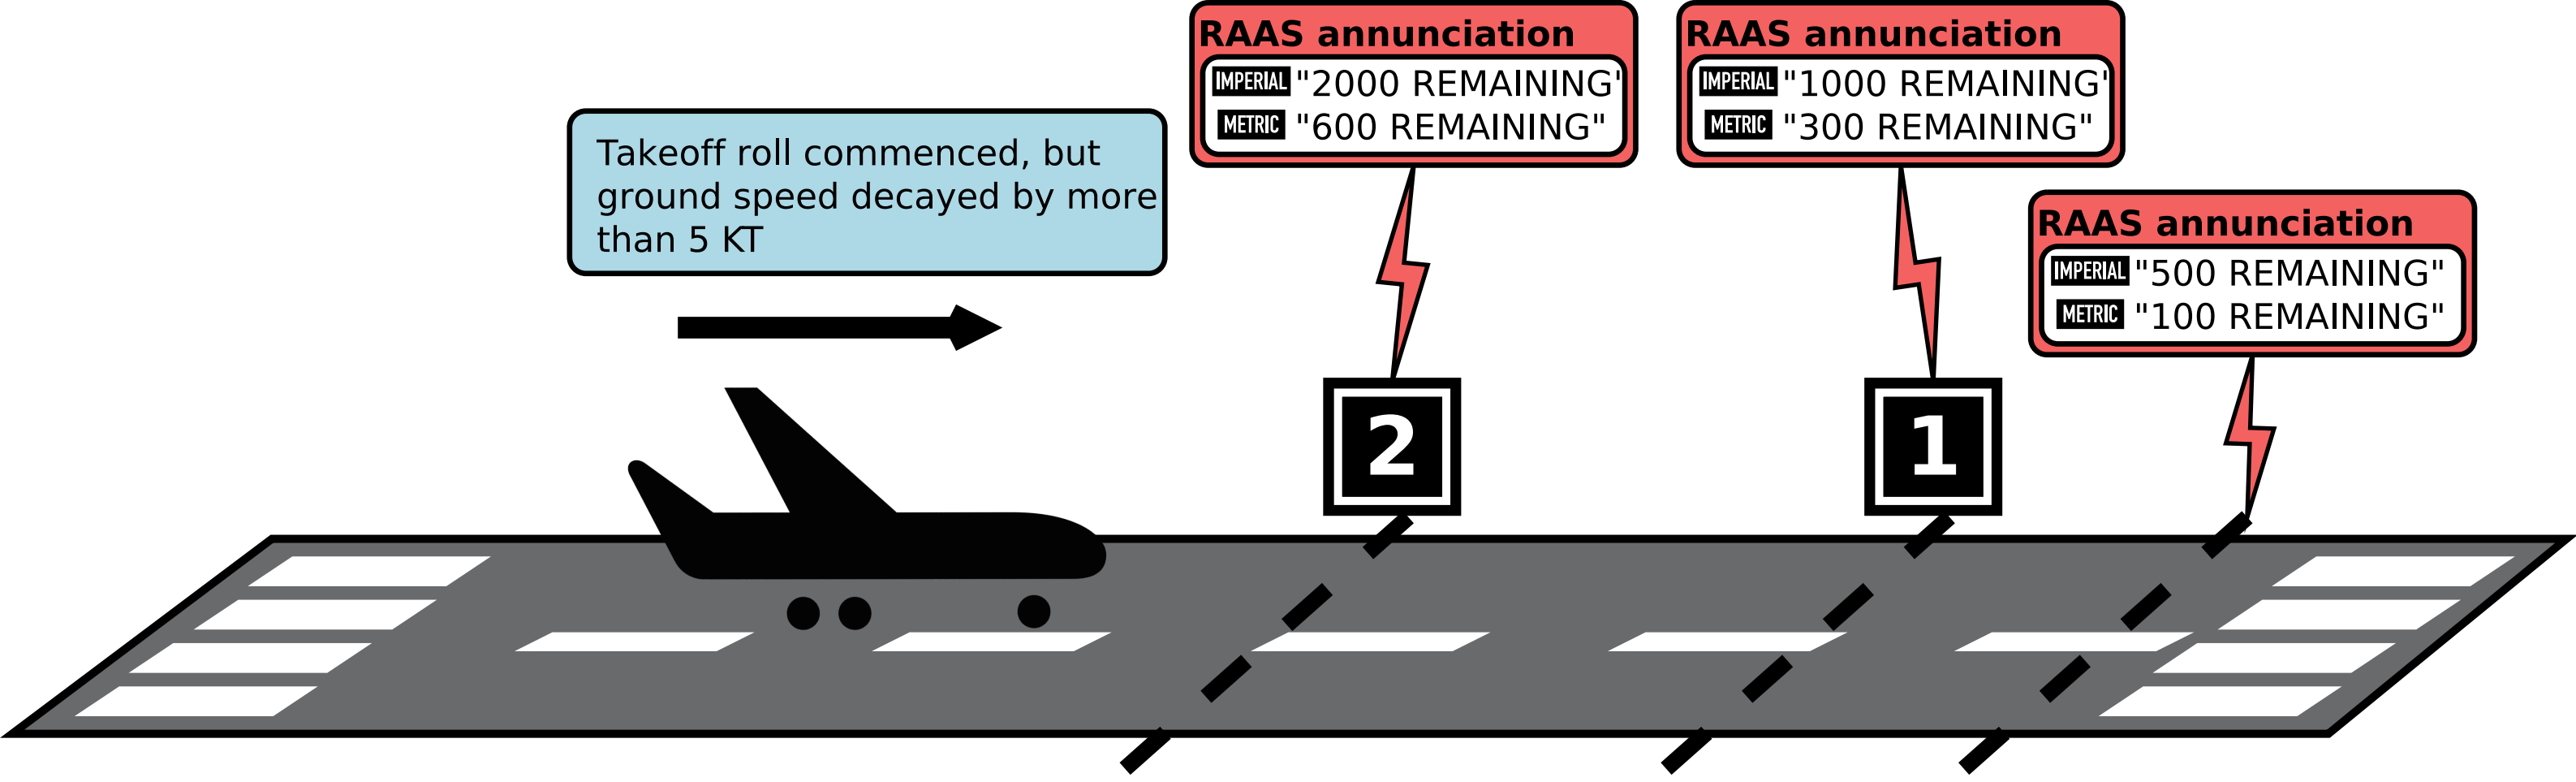 RAAS annunciation
IMPERIAL "2000 REMAINING"
METRIC "600 REMAINING"
RAAS annunciation
IMPERIAL "1000 REMAINING"
METRIC "300 REMAINING"
Takeoff roll commenced, but
ground speed decayed by more
than 5 KT
RAAS annunciation
IMPERIAL "500 REMAINING"
METRIC "100 REMAINING"
2
1